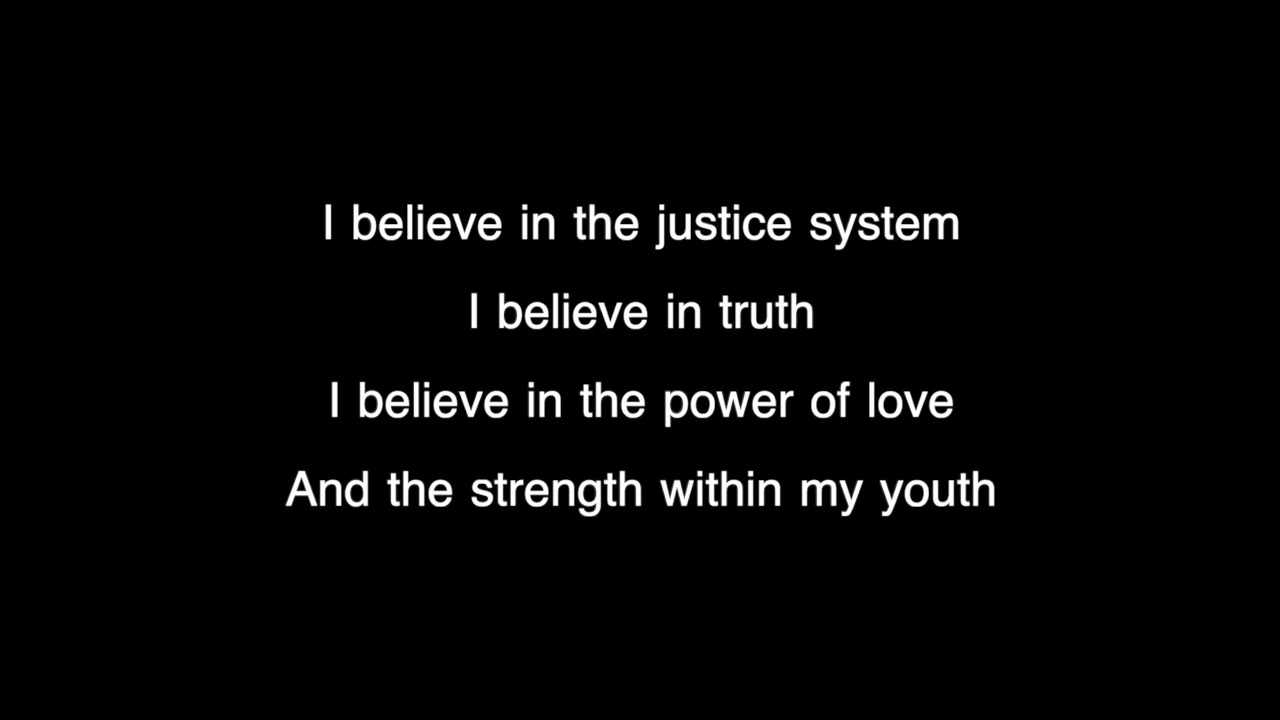 I believe in the justice system
I believe in truth
I believe in the power of love
And the strength within my youth